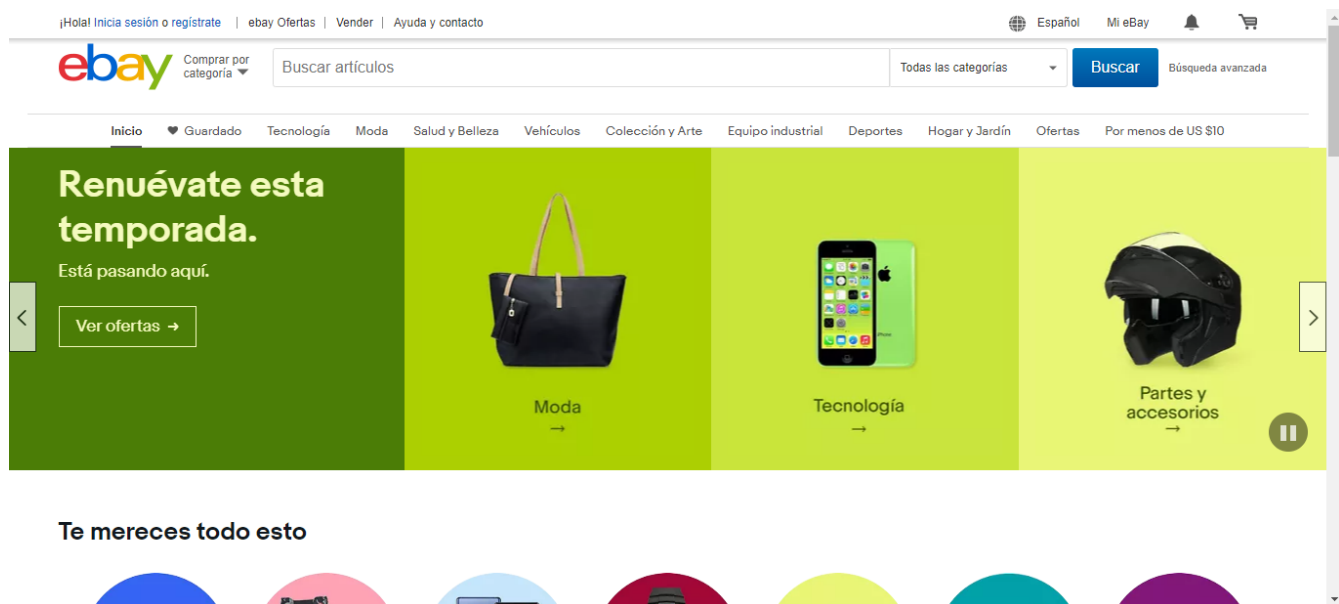 ¡Hola! Inicia sesión o regístrate | ebay Ofertas | Vender | Ayuda y contacto Español Mi eBay
ebay Comprar por categoría Buscar artículos Todas las categorías Buscar Búsqueda avanzada
Inicio Guardado Tecnología Moda Salud y Belleza Vehículos Colección y Arte Equipo industrial Deportes Hogar y Jardín Ofertas Por menos de US $10
Renuévate esta
temporada.
Está pasando aquí.
Ver ofertas →
Moda
→
Tecnología
→
Partes y
accesorios
→
Te mereces todo esto